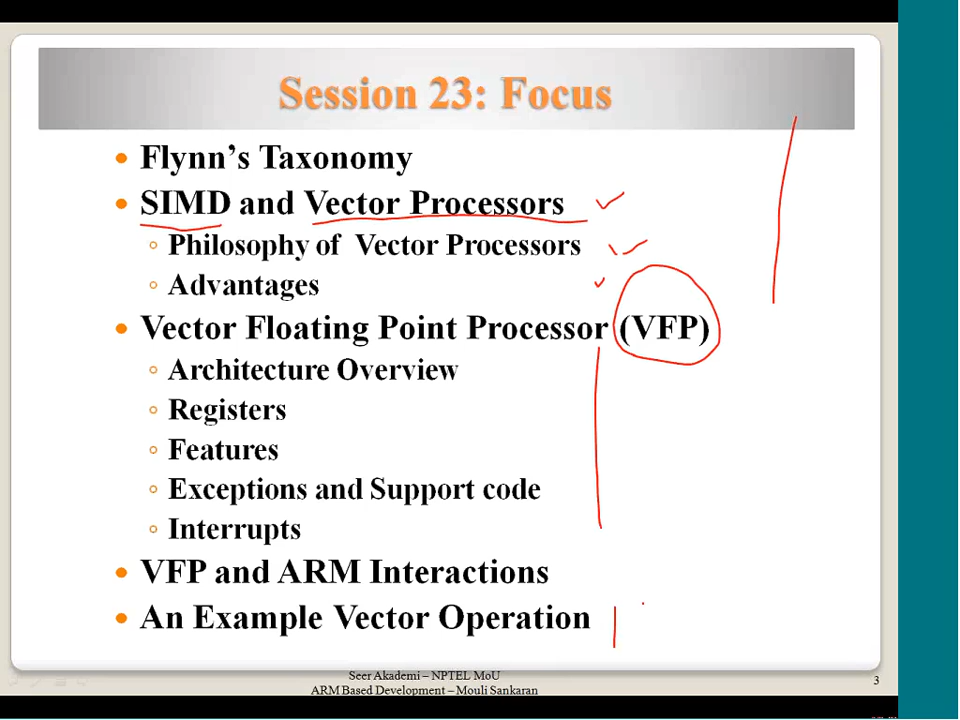 Session 23: Focus
• Flynn's Taxonomy
• SIMD and Vector Processors
◦ Philosophy of Vector Processors
◦ Advantages
• Vector Floating Point Processor (VFP)
◦ Architecture Overview
◦ Registers
◦ Features
◦ Exceptions and Support code
◦ Interrupts
• VFP and ARM Interactions
• An Example Vector Operation
Seer Akademi – NPTEL MoU
ARM Based Development – Mouli Sankaran
3